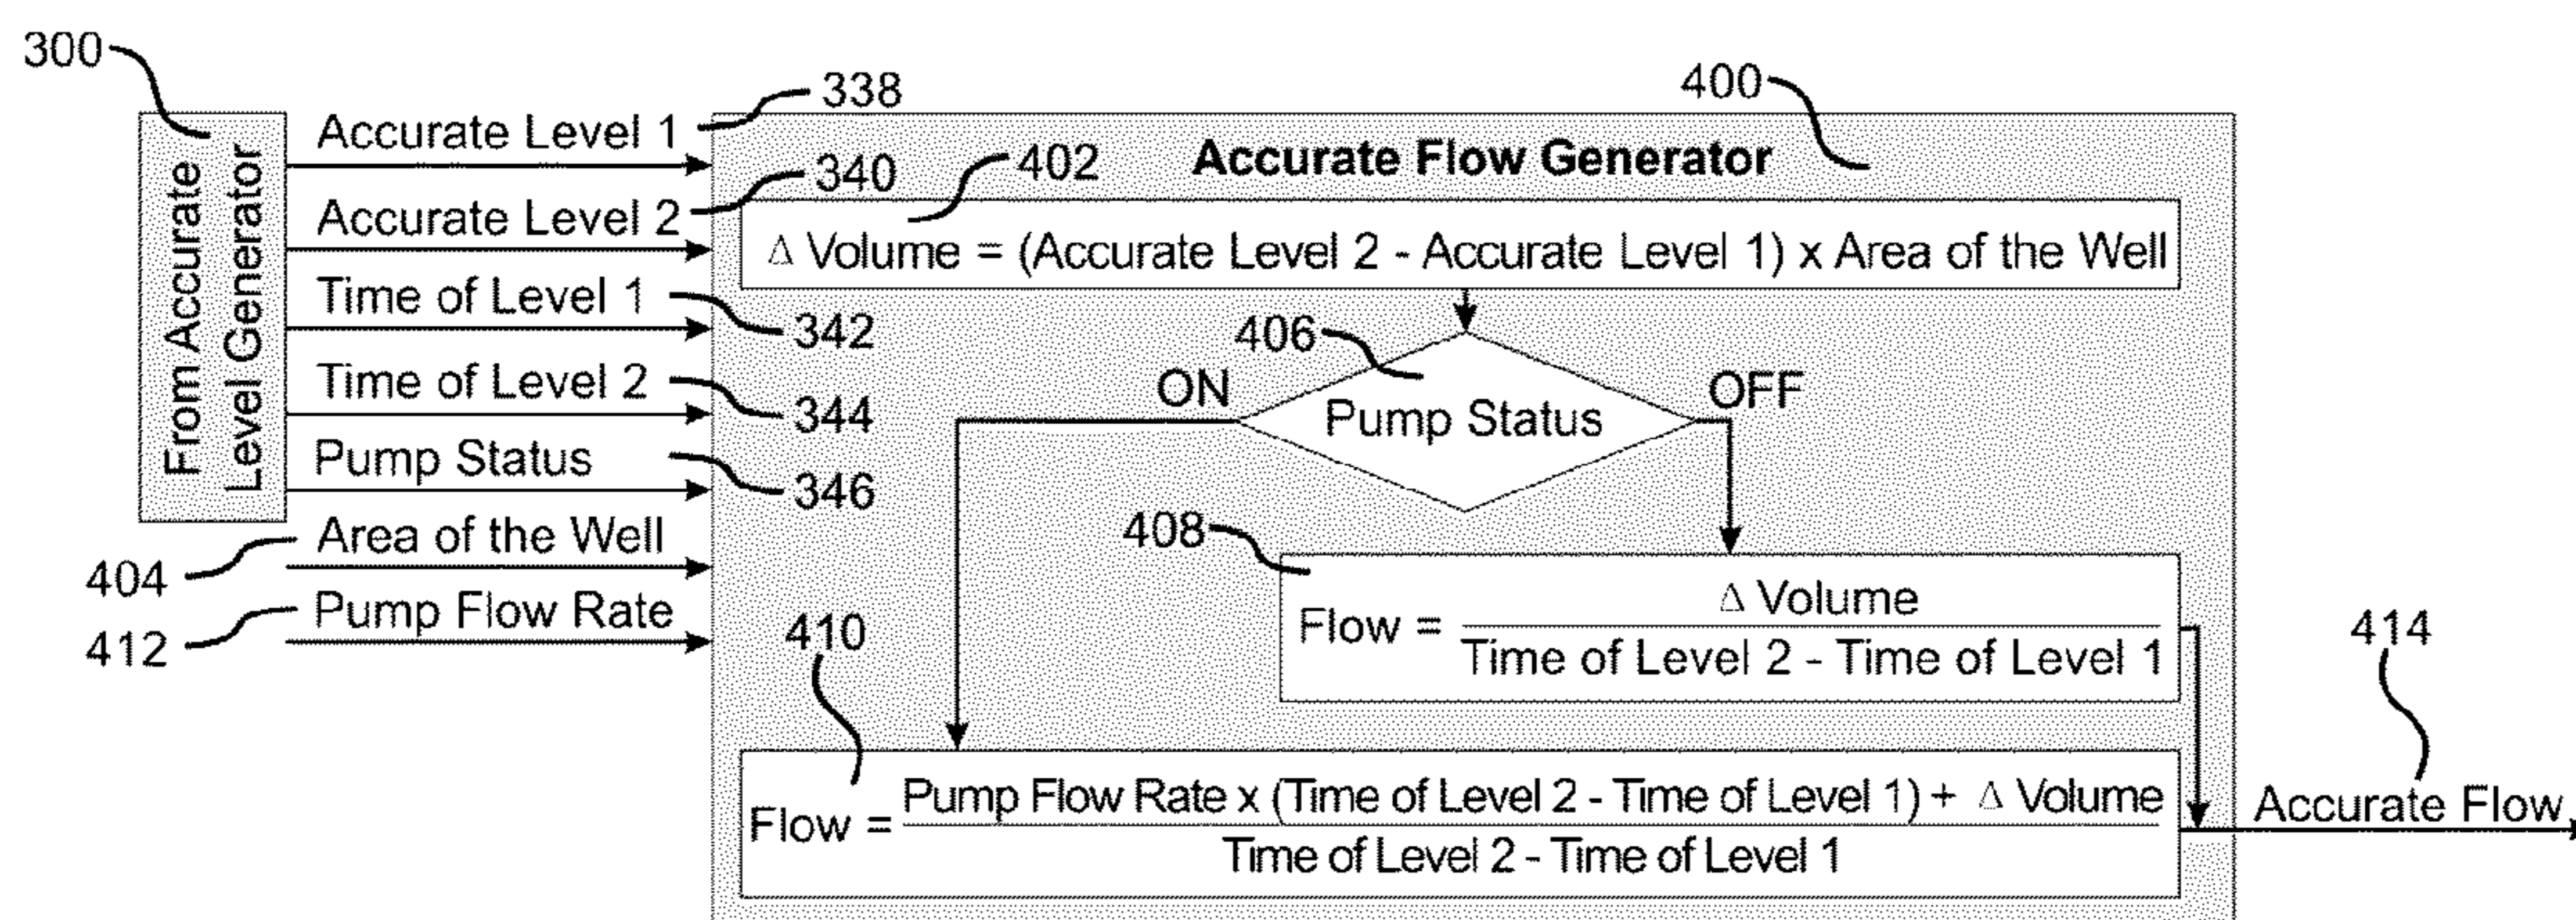 300
338
400
Accurate Level 1
Accurate Flow Generator
402
340
Accurate Level 2
Δ Volume = (Accurate Level 2 - Accurate Level 1) x Area of the Well
From Accurate
Level Generator
Time of Level 1
342
406
Time of Level 2
344
ON
OFF
Pump Status
Pump Status
346
408
Area of the Well
404
Pump Flow Rate
412
410
Flow = Δ Volume
Time of Level 2 - Time of Level 1
414
Flow = Pump Flow Rate x (Time of Level 2 - Time of Level 1) + Δ Volume
Time of Level 2 - Time of Level 1
Accurate Flow